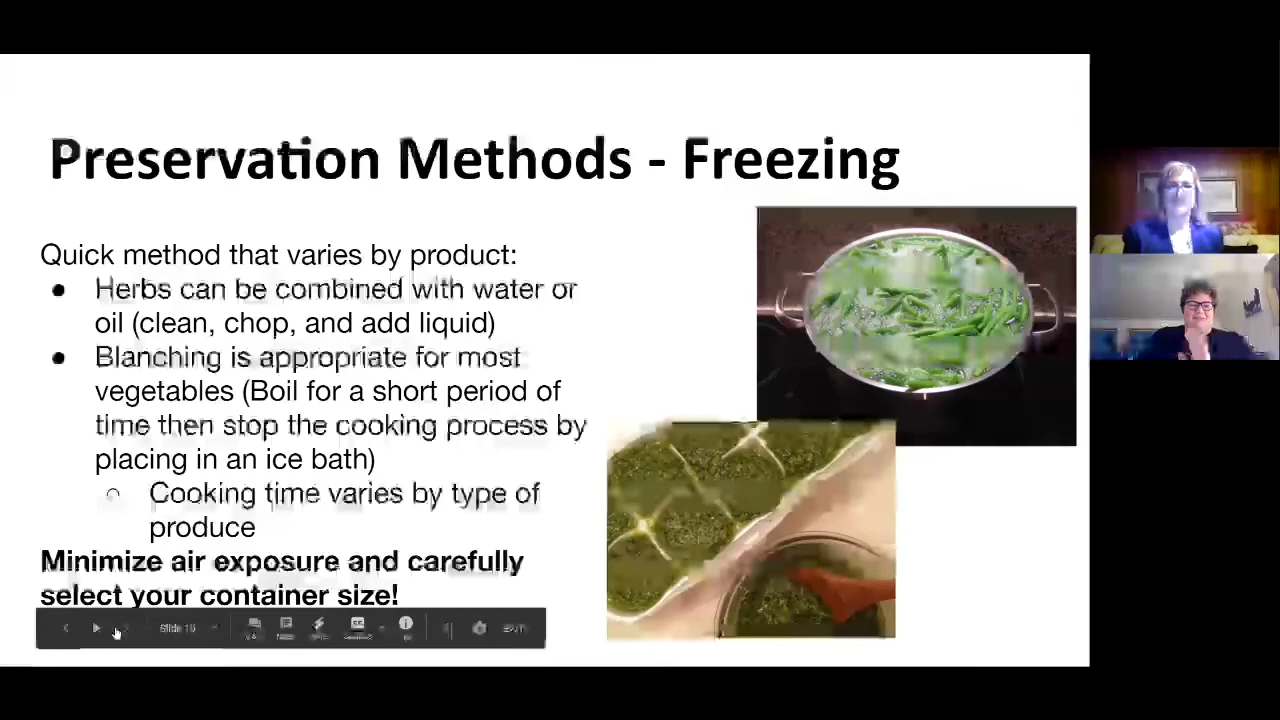 Preservation Methods - Freezing
Quick method that varies by product:
Herbs can be combined with water or
oil (clean, chop, and add liquid)
Blanching is appropriate for most
vegetables (Boil for a short period of
time then stop the cooking process by
placing in an ice bath)
Cooking time varies by type of
produce
Minimize air exposure and carefully
select your container size!
Slide
EXIT